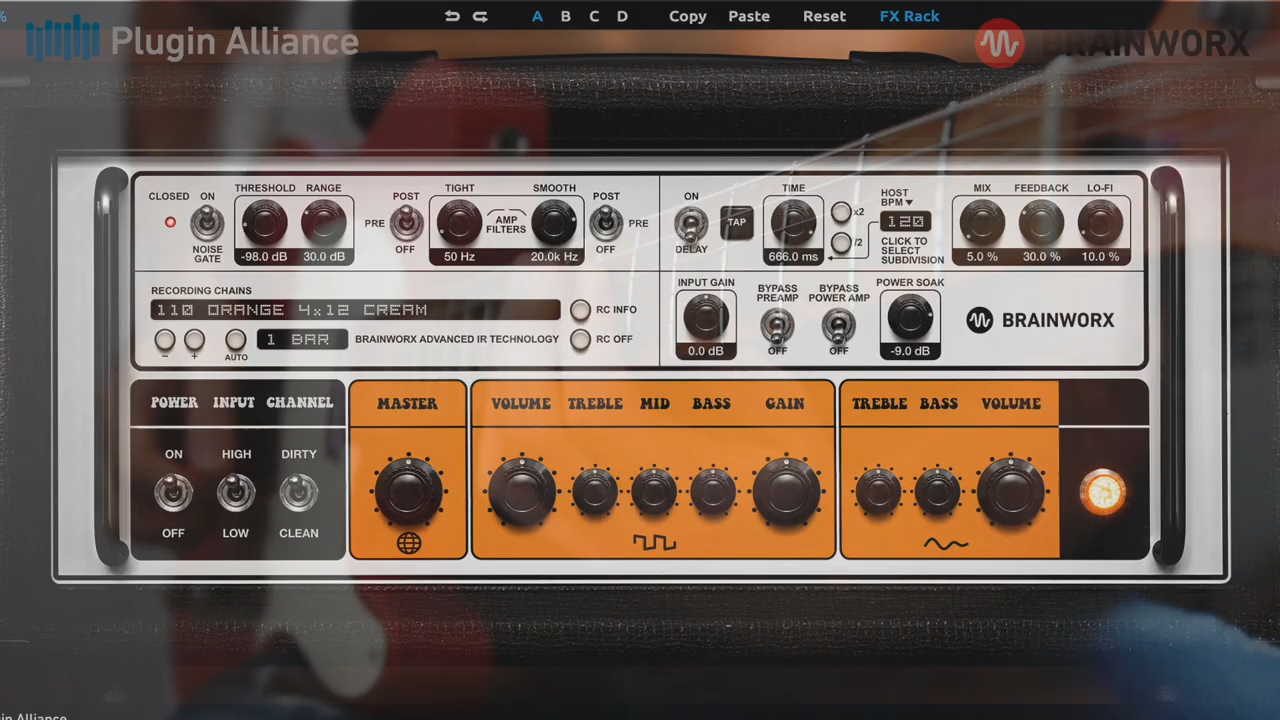 %
A B C D Copy Paste Reset FX Rack
Plugin Alliance
BRAINWORX
CLOSED ON THRESHOLD RANGE
NOISE GATE
-98.0 dB 30.0 dB
POST
PRE
OFF
TIGHT SMOOTH
AMP FILTERS
50 Hz 20.0k Hz
POST
PRE
OFF
ON
DELAY
TAP
TIME
666.0 ms
x2
/2
HOST
BPM
120
CLICK TO
SELECT
SUBDIVISION
MIX FEEDBACK LO-FI
5.0 % 30.0 % 10.0 %
RECORDING CHAINS
110 ORANGE 4x12 CREAM
RC INFO
− + AUTO
1 BAR
BRAINWORX ADVANCED IR TECHNOLOGY
RC OFF
INPUT GAIN
0.0 dB
BYPASS
PREAMP
OFF
BYPASS
POWER AMP
OFF
POWER SOAK
-9.0 dB
BRAINWORX
POWER INPUT CHANNEL
MASTER
VOLUME TREBLE MID BASS GAIN
TREBLE BASS VOLUME
ON HIGH DIRTY
OFF LOW CLEAN
in Alliance